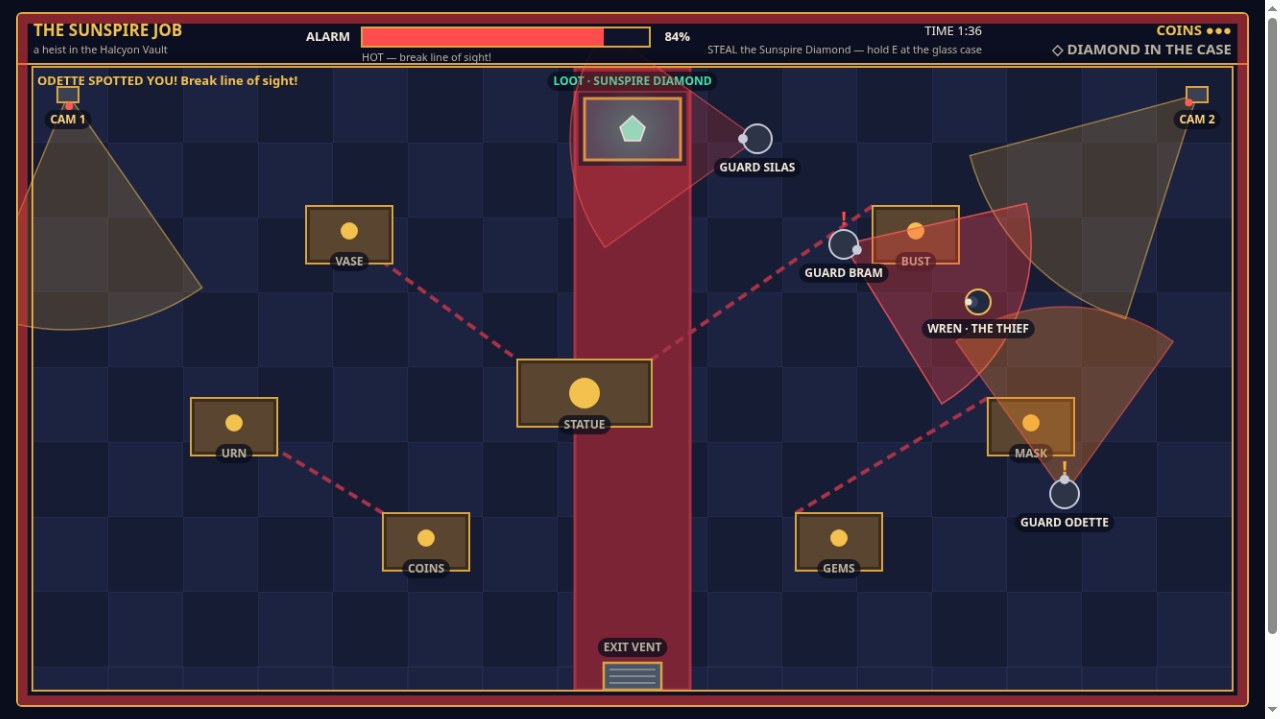 THE SUNSPIRE JOB
a heist in the Halcyon Vault
ALARM
84%
HOT — break line of sight!
TIME 1:36
STEAL the Sunspire Diamond — hold E at the glass case
COINS ●●●
◇ DIAMOND IN THE CASE
ODETTE SPOTTED YOU! Break line of sight!
LOOT · SUNSPIRE DIAMOND
CAM 1
CAM 2
GUARD SILAS
!
VASE
BUST
GUARD BRAM
WREN · THE THIEF
STATUE
URN
MASK
!
GUARD ODETTE
COINS
GEMS
EXIT VENT